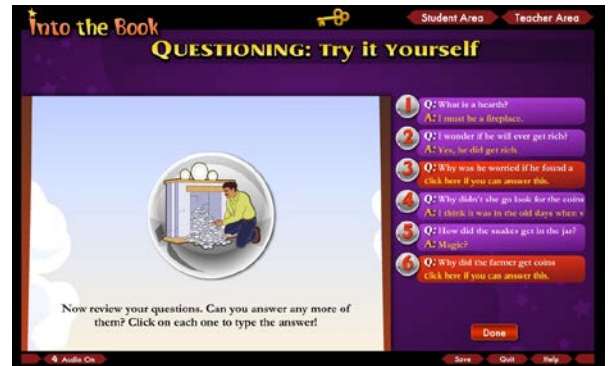 Into the Book
Student Area
Teacher Area
QUESTIONING: Try it Yourself
1
Q: What is a hearth?
A: I must be a fireplace.
2
Q: I wonder if he will ever get rich?
A: Yes, he did get rich.
3
Q: Why was he worried if he found a
click here if you can answer this.
4
Q: Why didn't she go look for the coins
A: I think it was in the old days when v
5
Q: How did the snakes get in the jar?
A: Magic?
6
Q: Why did the farmer get coins
click here if you can answer this.
Now review your questions. Can you answer any more of
them? Click on each one to type the answer!
Done
Audio On
Save
Quit
Help